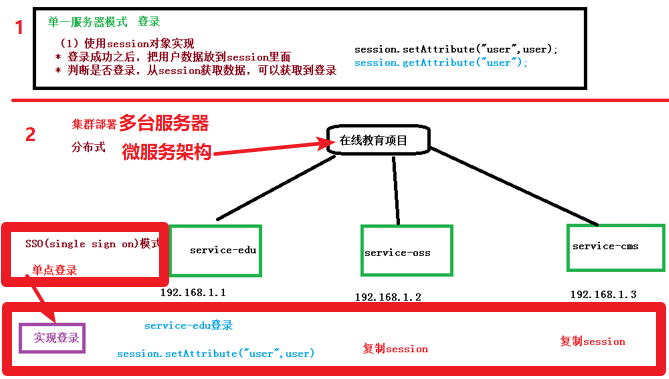 1
单一服务器模式 登录
（1）使用session对象实现
* 登录成功之后，把用户数据放到session里面
* 判断是否登录，从session获取数据，可以获取到登录
session.setAttribute("user",user);
session.getAttribute("user");
2
集群部署 多台服务器
分布式 微服务架构
在线教育项目
SSO(single sign on)模式
单点登录
service-edu
service-oss
service-cms
192.168.1.1
192.168.1.2
192.168.1.3
实现登录
service-edu登录
session.setAttribute("user",user)
复制session
复制session